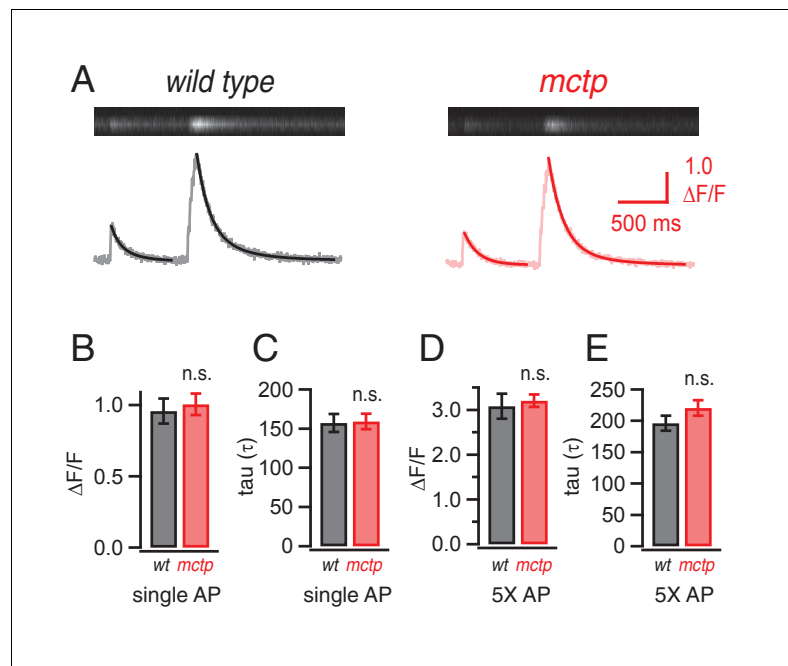 A
wild type
mctp
1.0
ΔF/F
500 ms
B
C
D
E
n.s.
1.0
0.5
0.0
ΔF/F
wt mctp
single AP
n.s.
200
150
100
50
0
tau (τ)
wt mctp
single AP
n.s.
3.0
2.0
1.0
0.0
ΔF/F
wt mctp
5X AP
n.s.
250
200
150
100
50
0
tau (τ)
wt mctp
5X AP